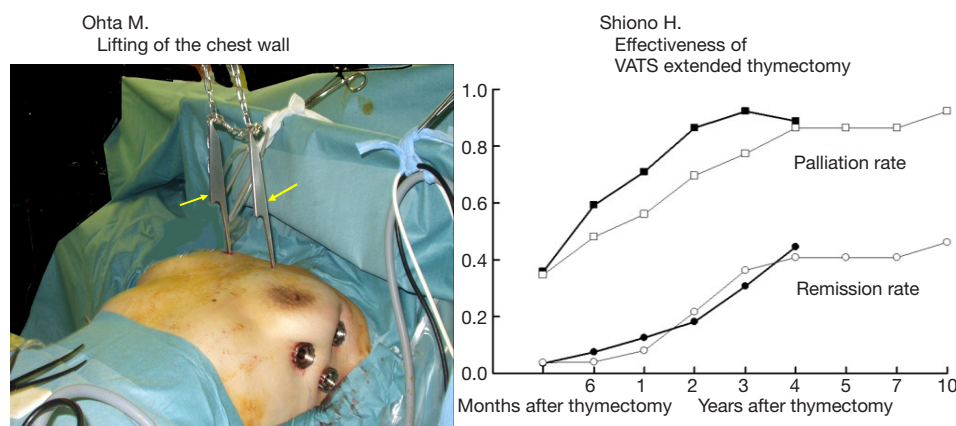 Ohta M.
Lifting of the chest wall
Shiono H.
Effectiveness of
VATS extended thymectomy
1.0
0.8
0.6
0.4
0.2
0.0
Palliation rate
Remission rate
6 1 2 3 4 5 7 10
Months after thymectomy Years after thymectomy